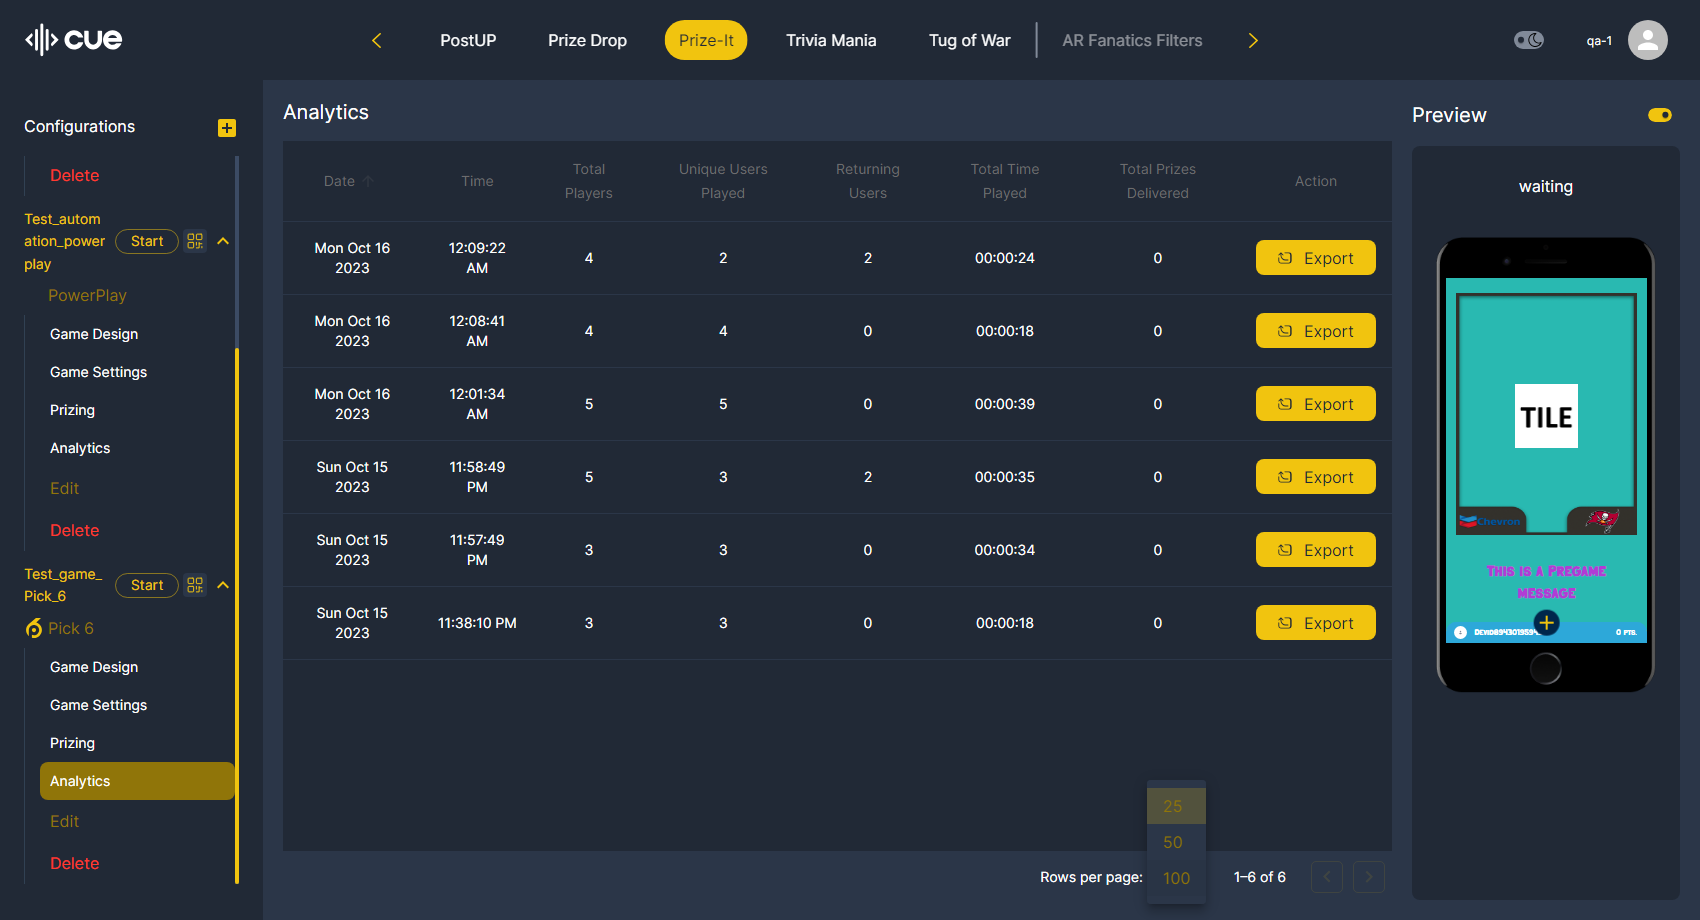 cue
PostUP
Prize Drop
Prize-It
Trivia Mania
Tug of War
AR Fanatics Filters
qa-1
Configurations
Delete
Test_autom
ation_power
play
Start
PowerPlay
Game Design
Game Settings
Prizing
Analytics
Edit
Delete
Test_game_
Pick_6
Start
Pick 6
Game Design
Game Settings
Prizing
Analytics
Edit
Delete
Analytics
Date
Time
Total
Players
Unique Users
Played
Returning
Users
Total Time
Played
Total Prizes
Delivered
Action
Mon Oct 16
2023
12:09:22
AM
4
2
2
00:00:24
0
Export
Mon Oct 16
2023
12:08:41
AM
4
4
0
00:00:18
0
Export
Mon Oct 16
2023
12:01:34
AM
5
5
0
00:00:39
0
Export
Sun Oct 15
2023
11:58:49
PM
5
3
2
00:00:35
0
Export
Sun Oct 15
2023
11:57:49
PM
3
3
0
00:00:34
0
Export
Sun Oct 15
2023
11:38:10 PM
3
3
0
00:00:18
0
Export
25
50
100
Rows per page:
1–6 of 6
Preview
waiting
TILE
Chevron
THIS IS A PREGAME
MESSAGE
0 PTS.